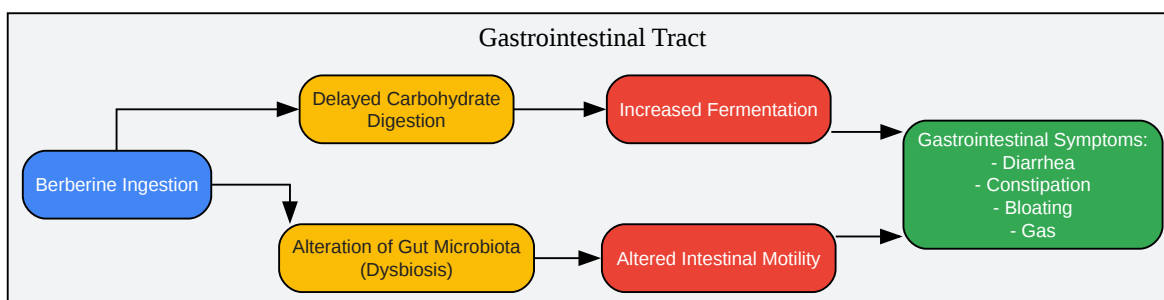 Gastrointestinal Tract
Delayed Carbohydrate
Digestion
Increased Fermentation
Berberine Ingestion
Gastrointestinal Symptoms:
- Diarrhea
- Constipation
- Bloating
- Gas
Alteration of Gut Microbiota
(Dysbiosis)
Altered Intestinal Motility